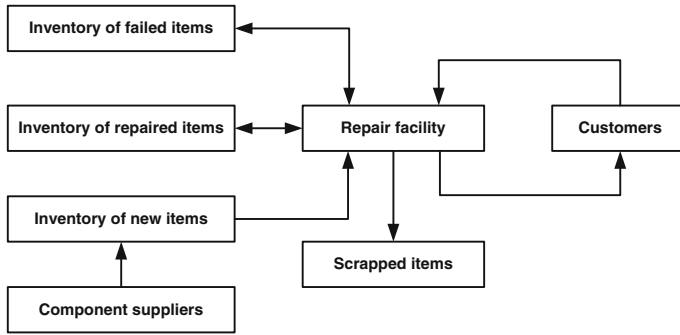 Inventory of failed items
Inventory of repaired items
Repair facility
Customers
Inventory of new items
Scrapped items
Component suppliers